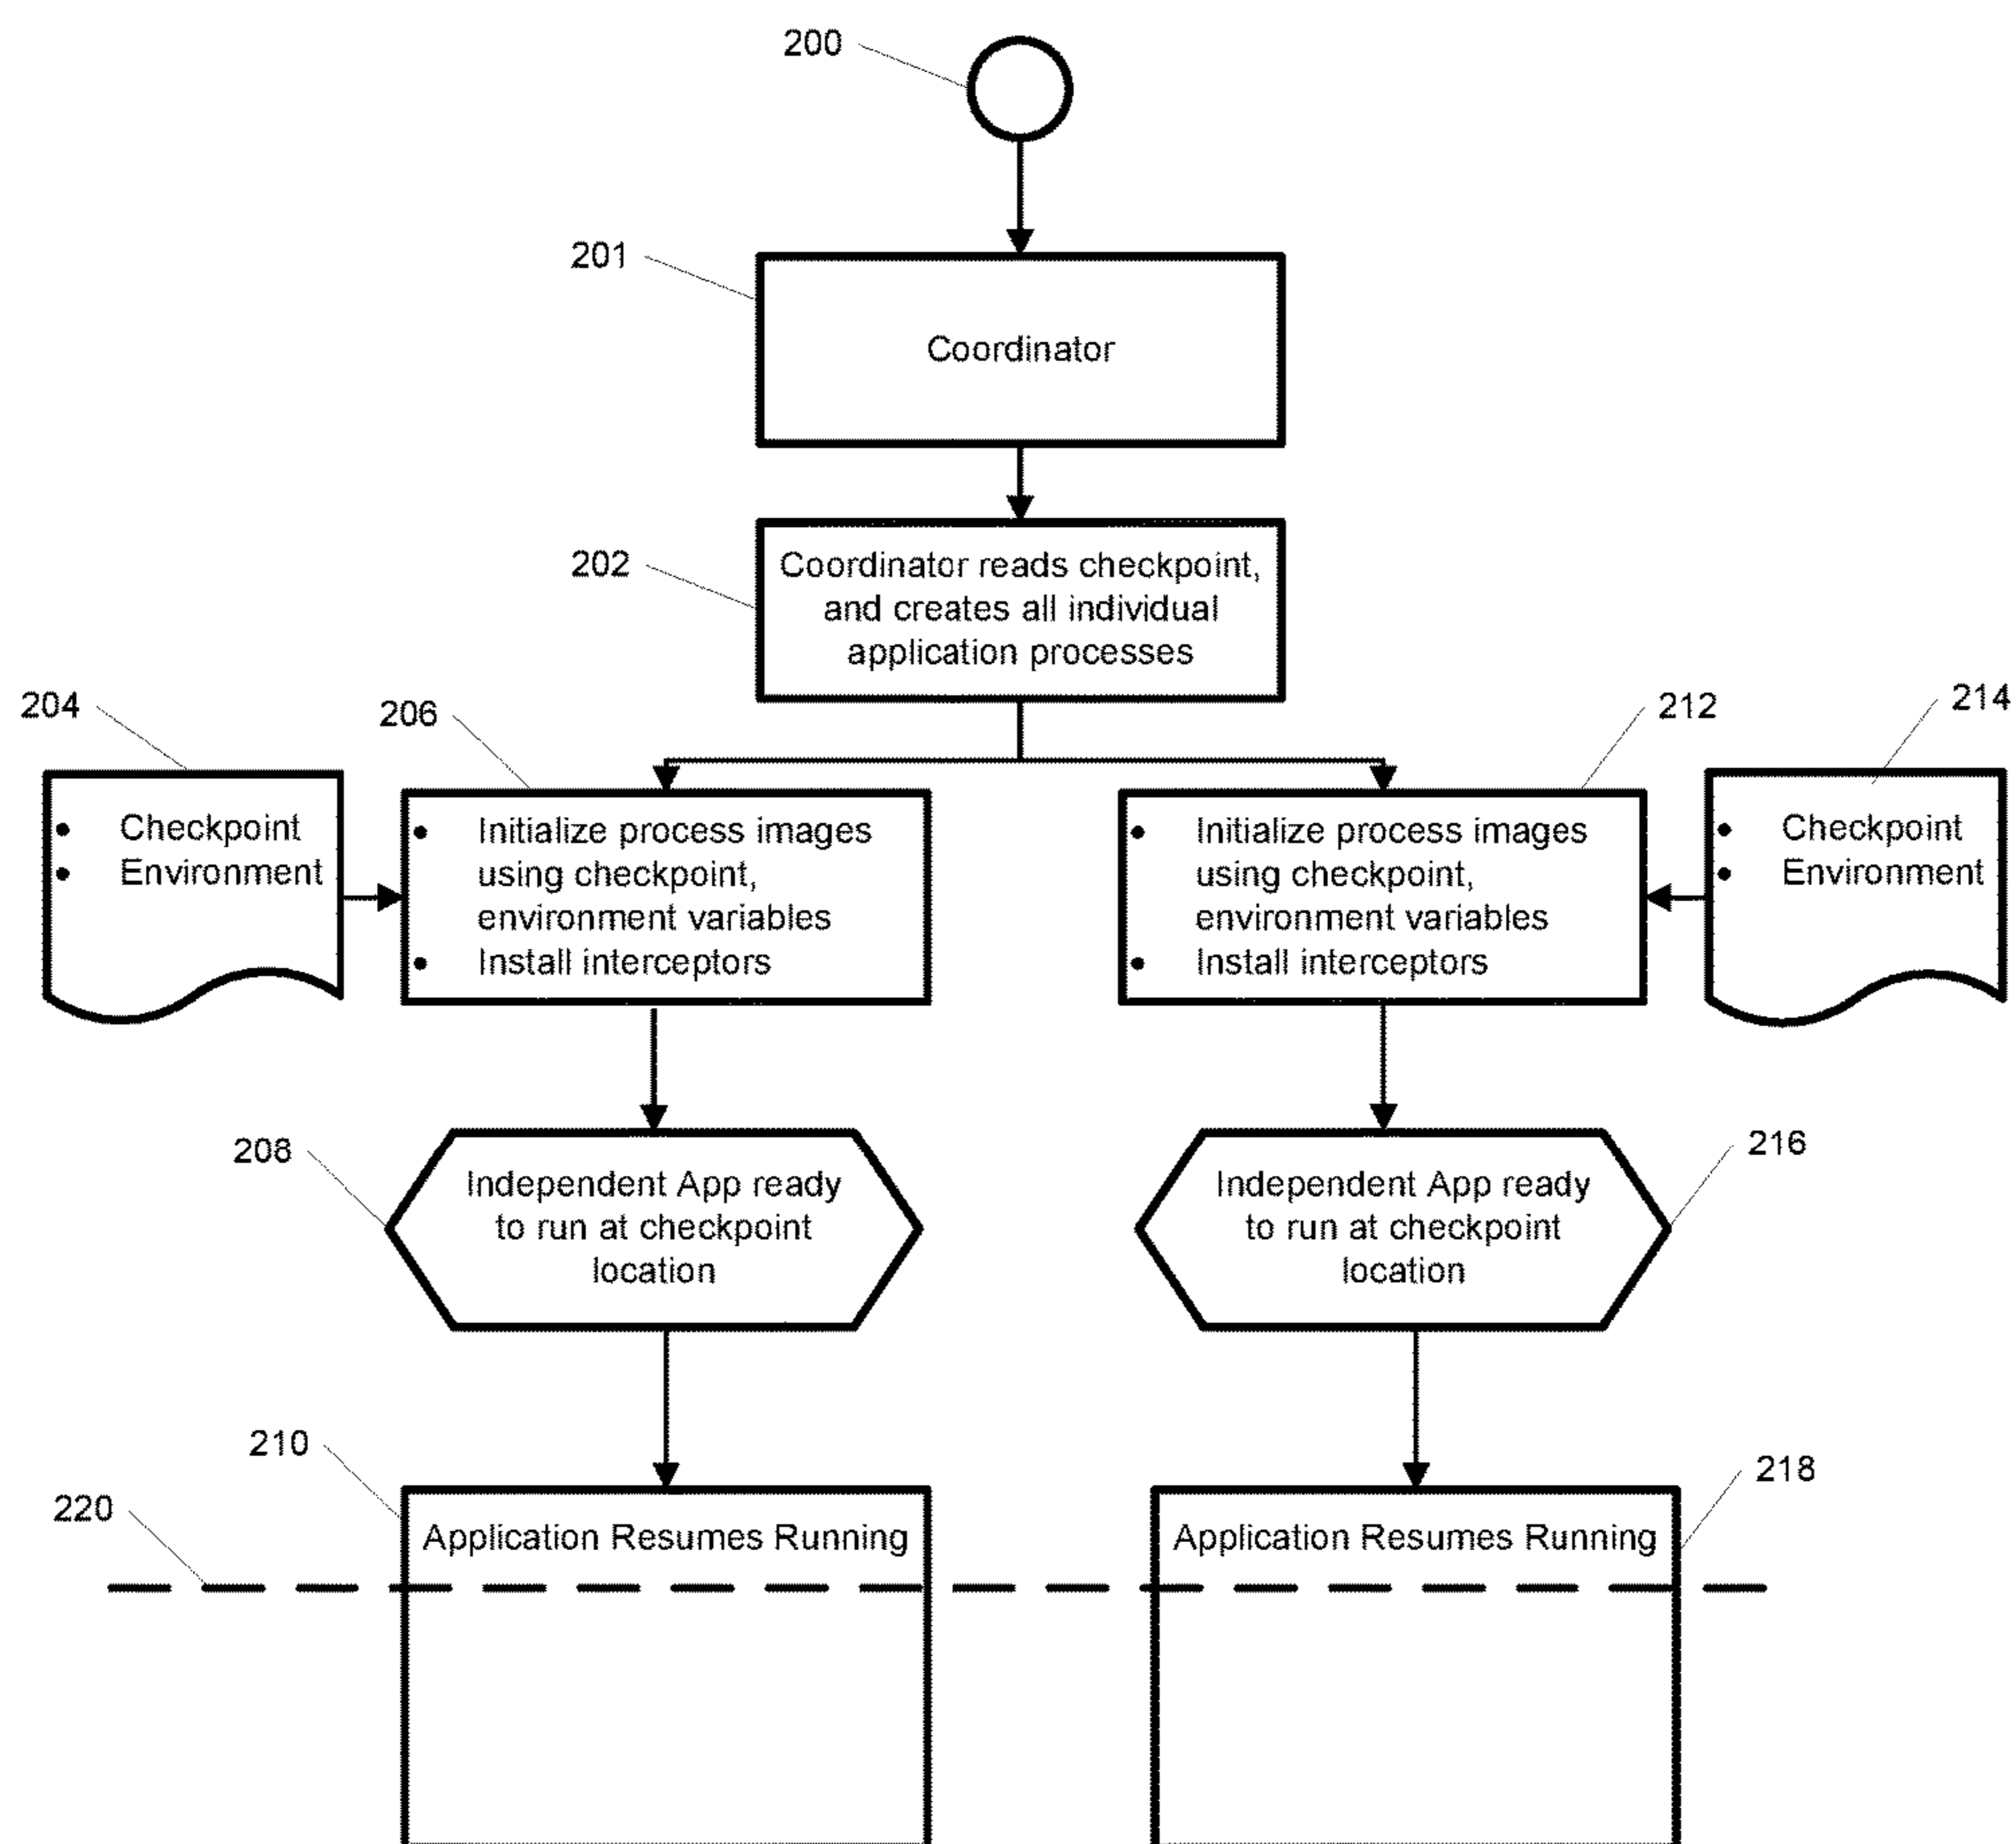 200
201
Coordinator
202
Coordinator reads checkpoint,
and creates all individual
application processes
204
206
212
214
• Checkpoint
• Environment
• Initialize process images
using checkpoint,
environment variables
• Install interceptors
• Initialize process images
using checkpoint,
environment variables
• Install interceptors
• Checkpoint
• Environment
208
Independent App ready
to run at checkpoint
location
Independent App ready
to run at checkpoint
location
216
210
Application Resumes Running
Application Resumes Running
218
220